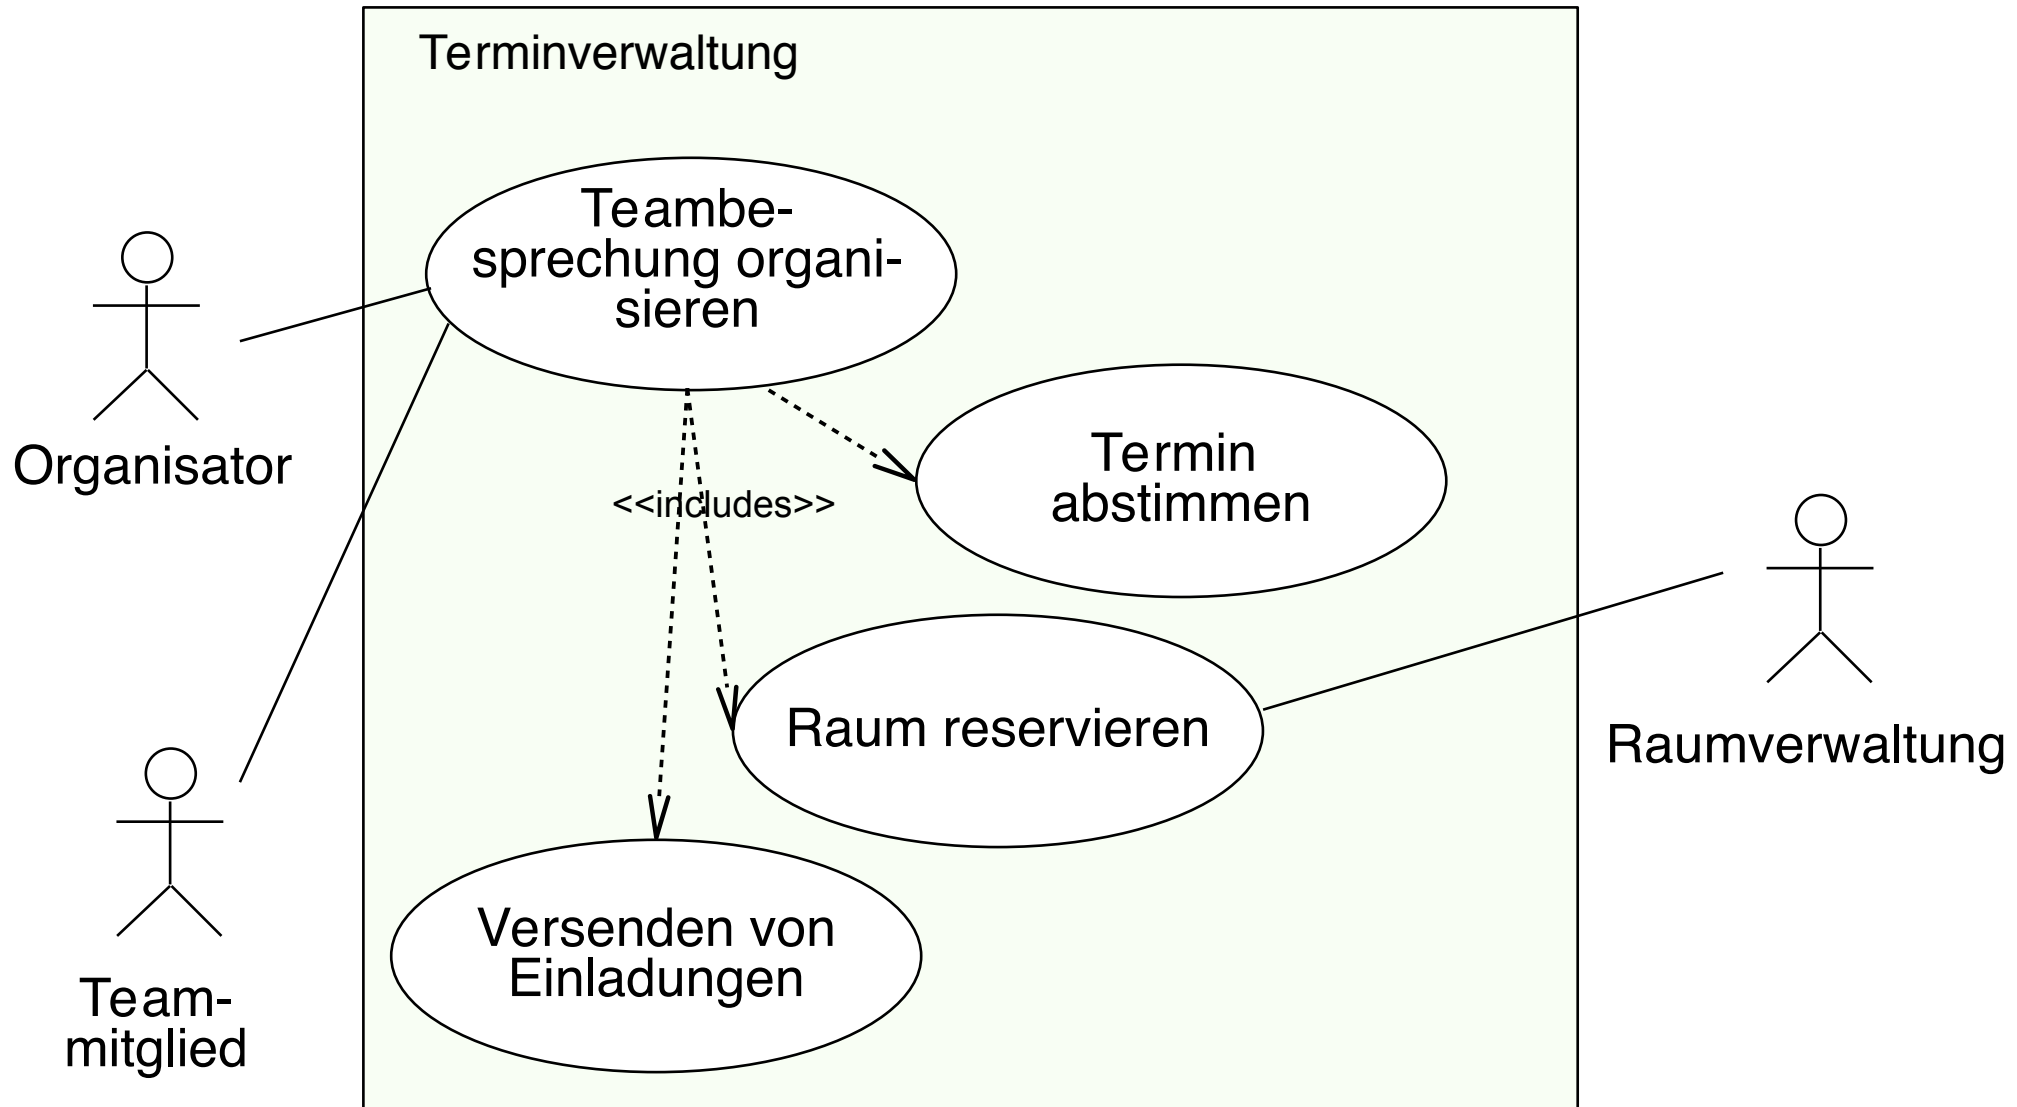 Terminverwaltung
Teambe-
sprechung organi-
sieren
Organisator
Termin
abstimmen
<<includes>>
Raum reservieren
Raumverwaltung
Versenden von
Einladungen
Team-
mitglied